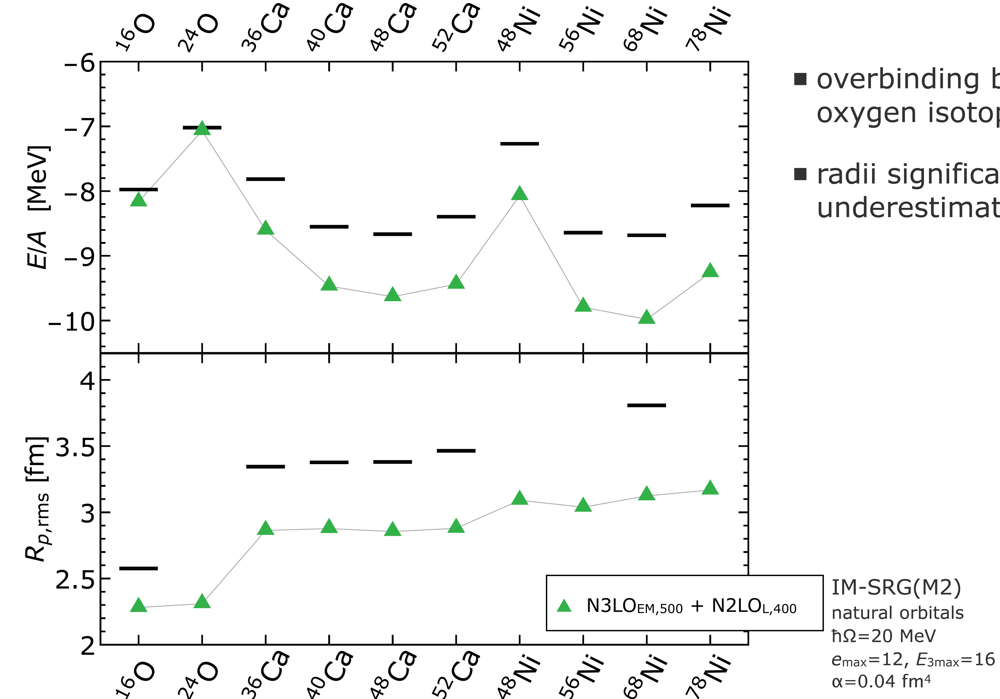 16O 24O 36Ca 40Ca 48Ca 52Ca 48Ni 56Ni 68Ni 78Ni
−6
−7
−8
−9
−10
E/A [MeV]
4
3.5
3
2.5
2
Rp,rms [fm]
N3LOEM,500 + N2LOL,400
16O 24O 36Ca 40Ca 48Ca 52Ca 48Ni 56Ni 68Ni 78Ni
▪ overbinding
oxygen
▪ radii
IM-SRG(M2)
natural orbitals
ħΩ=20 MeV
emax=12, E3max=16
α=0.04 fm4